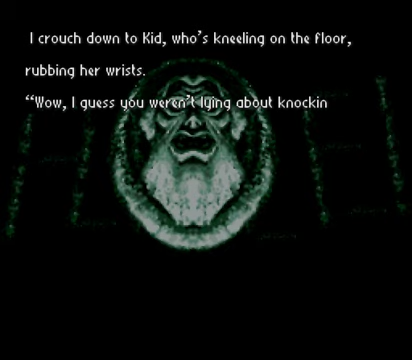 I crouch down to Kid, who's kneeling on the floor,
rubbing her wrists.
“Wow, I guess you weren't lying about knockin